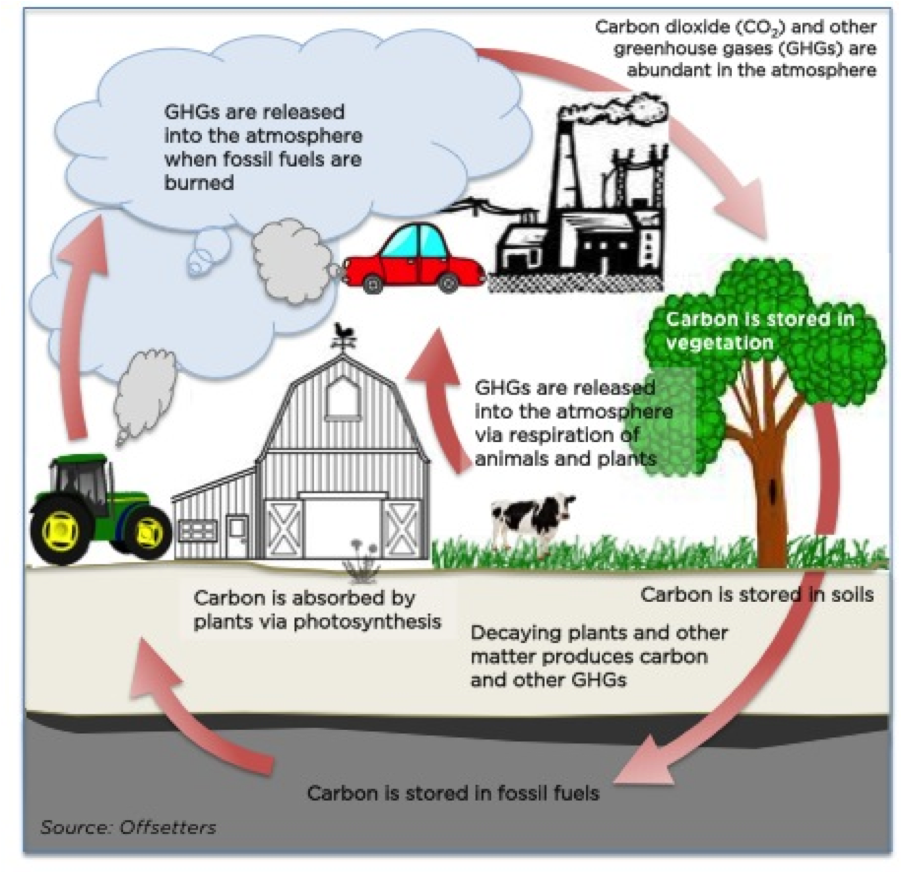 Carbon dioxide (CO₂) and other
greenhouse gases (GHGs) are
abundant in the atmosphere
GHGs are released
into the atmosphere
when fossil fuels are
burned
Carbon is stored in
vegetation
GHGs are released
into the atmosphere
via respiration of
animals and plants
Carbon is absorbed by
plants via photosynthesis
Carbon is stored in soils
Decaying plants and other
matter produces carbon
and other GHGs
Carbon is stored in fossil fuels
Source: Offsetters